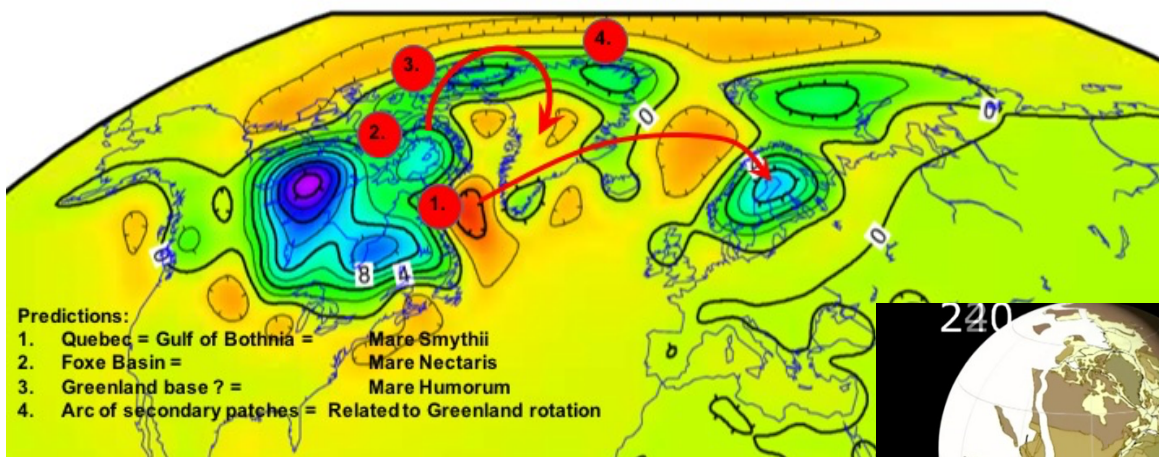 3.
4.
2.
0
0
1.
0
0
8
4
240
Predictions:
1. Quebec = Gulf of Bothnia = Mare Smythii
2. Foxe Basin = Mare Nectaris
3. Greenland base ? = Mare Humorum
4. Arc of secondary patches = Related to Greenland rotation